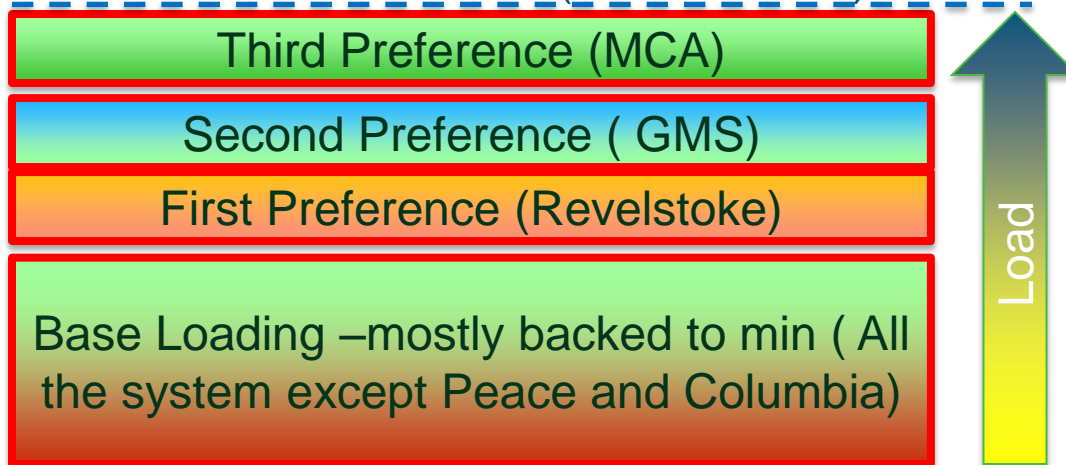 Third Preference (MCA)
Second Preference ( GMS)
First Preference (Revelstoke)
Base Loading –mostly backed to min ( All
the system except Peace and Columbia)
Load